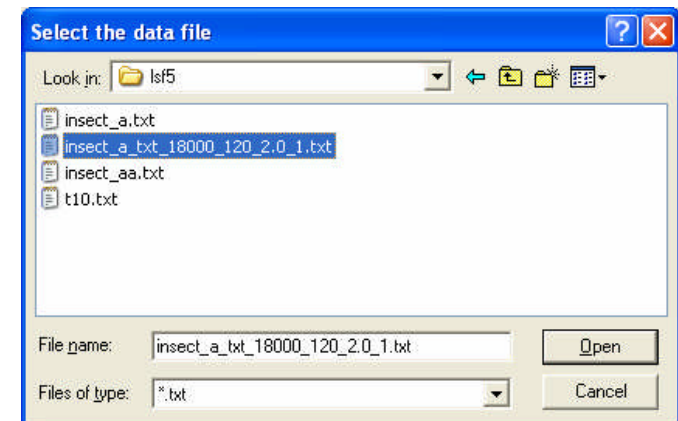 Select the data file
Look in: lsf5
insect_a.txt
insect_a_txt_18000_120_2.0_1.txt
insect_aa.txt
t10.txt
File name: insect_a_txt_18000_120_2.0_1.txt Open
Files of type: *.txt Cancel